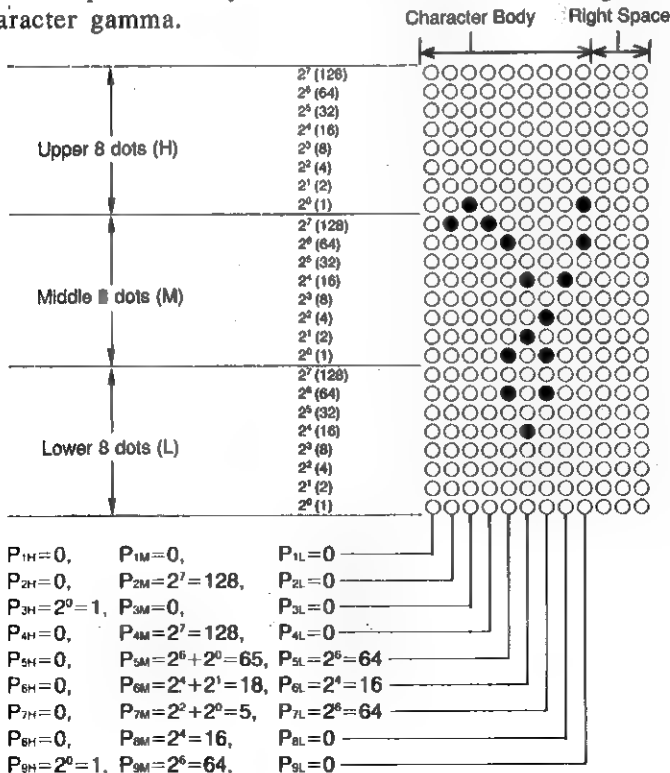 aracter gamma.
Character Body Right Space
2⁷ (128)
2⁶ (64)
2⁵ (32)
2⁴ (16)
Upper 8 dots (H)
2³ (8)
2² (4)
2¹ (2)
2⁰ (1)
2⁷ (128)
2⁶ (64)
2⁵ (32)
2⁴ (16)
Middle dots (M)
2³ (8)
2² (4)
2¹ (2)
2⁰ (1)
2⁷ (128)
2⁶ (64)
2⁵ (32)
2⁴ (16)
Lower 8 dots (L)
2³ (8)
2² (4)
2¹ (2)
2⁰ (1)
P₁H=0, P₁M=0, P₁L=0
P₂H=0, P₂M=2⁷=128, P₂L=0
P₃H=2⁰=1, P₃M=0, P₃L=0
P₄H=0, P₄M=2⁷=128, P₄L=0
P₅H=0, P₅M=2⁶+2⁰=65, P₅L=2⁶=64
P₆H=0, P₆M=2⁴+2¹=18, P₆L=2⁴=16
P₇H=0, P₇M=2²+2⁰=5, P₇L=2⁶=64
P₈H=0, P₈M=2⁴=16, P₈L=0
P₉H=2⁰=1, P₉M=2⁶=64, P₉L=0